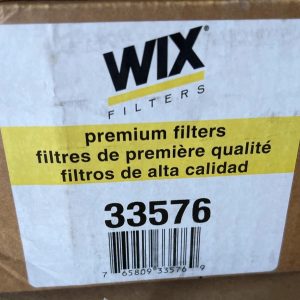 WIX
FILTERS
premium filters
filtres de première qualité
filtros de alta calidad
33576
7 65809 33576 9